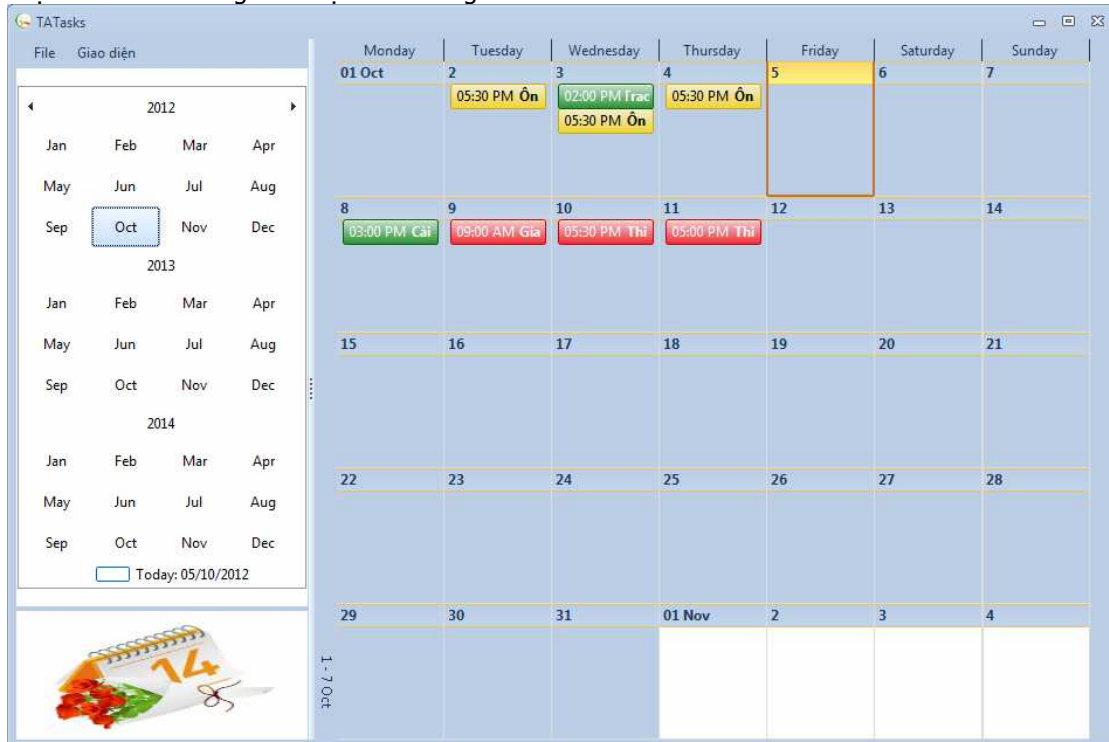 TATasks
File Giao diện
2012
Jan Feb Mar Apr
May Jun Jul Aug
Sep Oct Nov Dec
2013
Jan Feb Mar Apr
May Jun Jul Aug
Sep Oct Nov Dec
2014
Jan Feb Mar Apr
May Jun Jul Aug
Sep Oct Nov Dec
Today: 05/10/2012
14
Monday Tuesday Wednesday Thursday Friday Saturday Sunday
01 Oct 2 3 4 5 6 7
05:30 PM Ôn 02:00 PM Trac 05:30 PM Ôn
05:30 PM Ôn
8 9 10 11 12 13 14
03:00 PM Cài 09:00 AM Gia 05:30 PM Thi 05:00 PM Thi
15 16 17 18 19 20 21
22 23 24 25 26 27 28
29 30 31 01 Nov 2 3 4
1 - 7 Oct